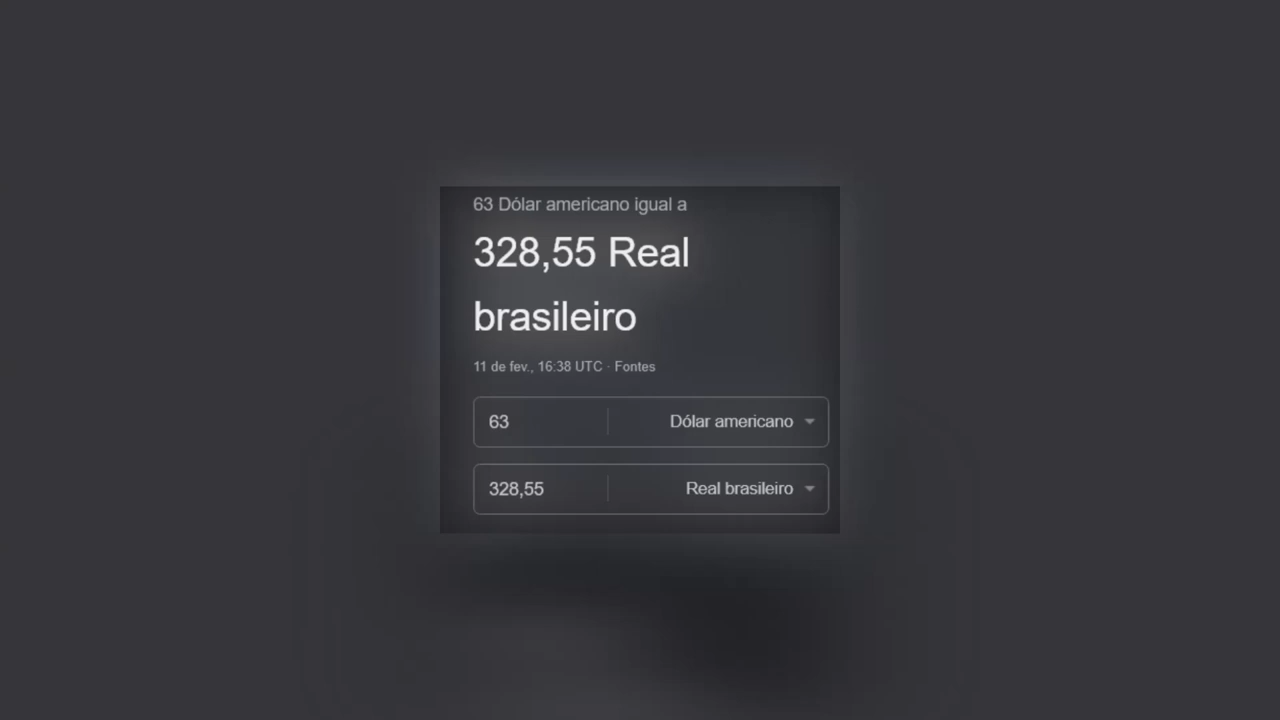 63 Dólar americano igual a
328,55 Real
brasileiro
11 de fev., 16:38 UTC · Fontes
63 Dólar americano
328,55 Real brasileiro